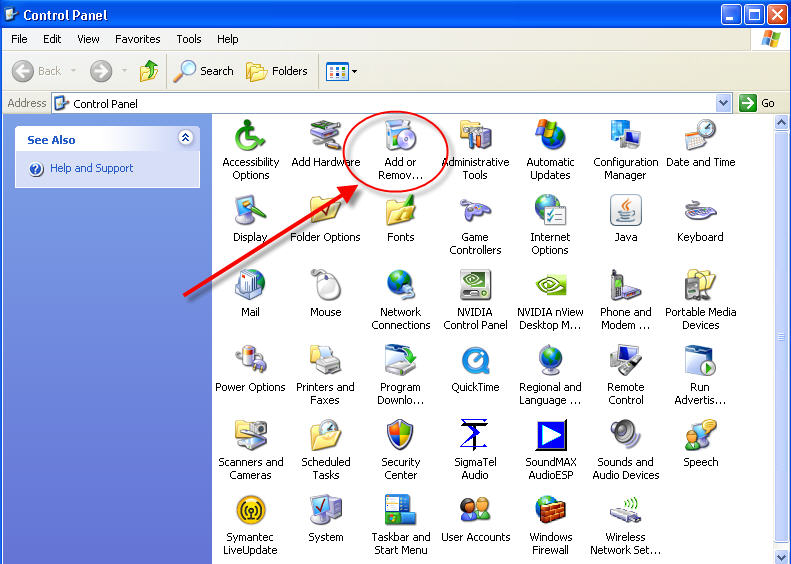 Control Panel
File Edit View Favorites Tools Help
Back Search Folders
Address Control Panel Go
See Also
Help and Support
Accessibility Options
Add Hardware
Add or Remov...
Administrative Tools
Automatic Updates
Configuration Manager
Date and Time
Display
Folder Options
Fonts
Game Controllers
Internet Options
Java
Keyboard
Mail
Mouse
Network Connections
NVIDIA Control Panel
NVIDIA nView Desktop M...
Phone and Modem ...
Portable Media Devices
Power Options
Printers and Faxes
Program Downlo...
QuickTime
Regional and Language ...
Remote Control
Run Advertis...
Scanners and Cameras
Scheduled Tasks
Security Center
SigmaTel Audio
SoundMAX AudioESP
Sounds and Audio Devices
Speech
Symantec LiveUpdate
System
Taskbar and Start Menu
User Accounts
Windows Firewall
Wireless Network Set...